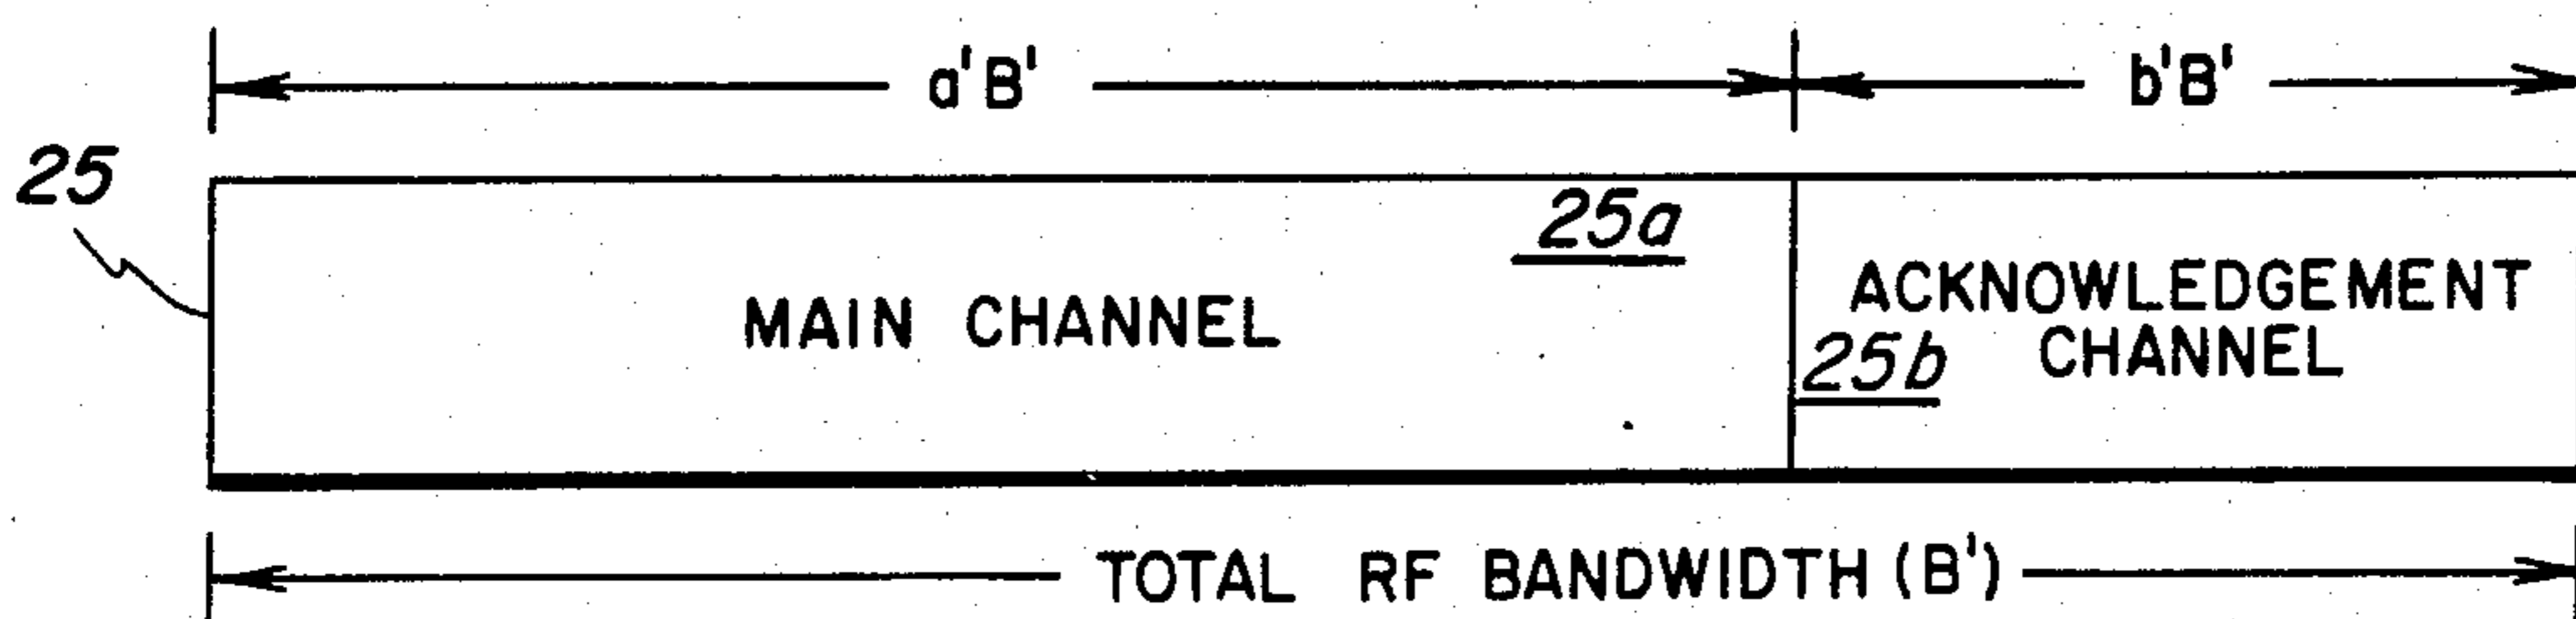 a'B' b'B'
25
25a
MAIN CHANNEL
ACKNOWLEDGEMENT
CHANNEL
25b
TOTAL RF BANDWIDTH (B')